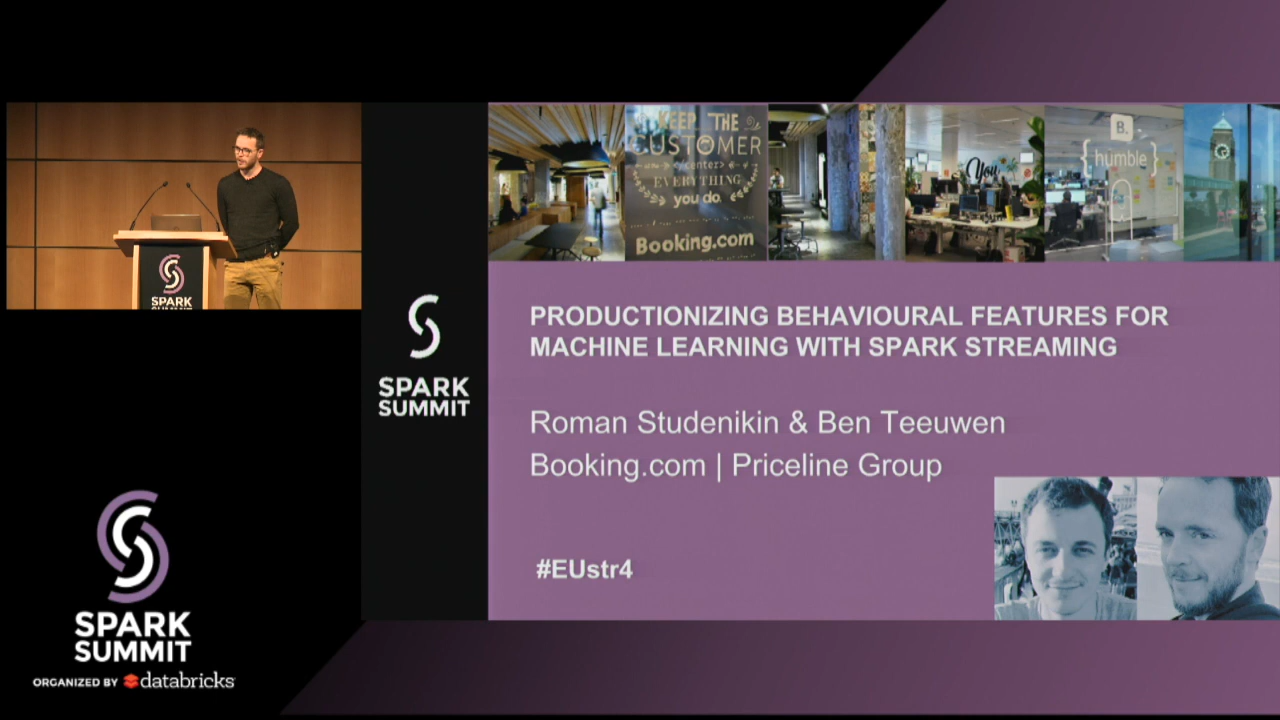 KEEP THE
CUSTOMER
center
EVERYTHING
you do.
Booking.com
You
B.
{ humble }
SPARK
SUMMIT
SPARK
SUMMIT
PRODUCTIONIZING BEHAVIOURAL FEATURES FOR
MACHINE LEARNING WITH SPARK STREAMING
Roman Studenikin & Ben Teeuwen
Booking.com | Priceline Group
#EUstr4
SPARK
SUMMIT
ORGANIZED BY databricks